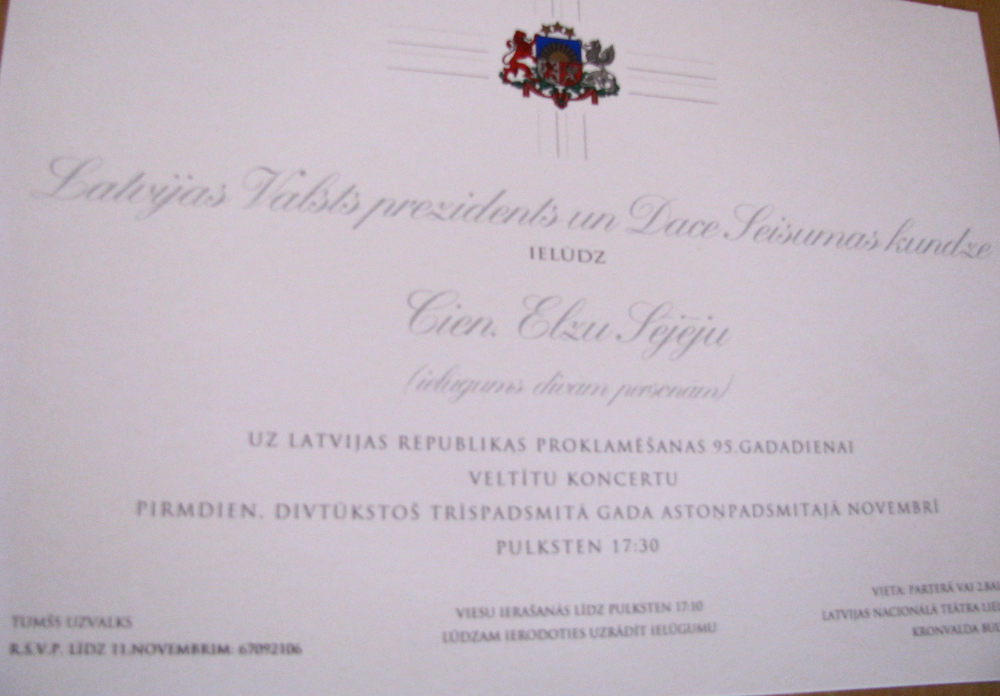 Latvijas Valsts prezidents un Dace Seisumas kundze
IELŪDZ
Cien. Elzu Sējēju
(ielūgums divām personām)
UZ LATVIJAS REPUBLIKAS PROKLAMĒŠANAS 95.GADADIENAI
VELTĪTU KONCERTU
PIRMDIEN, DIVTŪKSTOŠ TRĪSPADSMITĀ GADA ASTOŅPADSMITAJĀ NOVEMBRĪ
PULKSTEN 17:30
TUMŠS UZVALKS
R.S.V.P. LĪDZ 11.NOVEMBRIM: 67092106
VIESU IERAŠANĀS LĪDZ PULKSTEN 17:10
LŪDZAM IERODOTIES UZRĀDĪT IELŪGUMU
VIETA: PARTERĀ VAI
LATVIJAS NACIONĀLĀ TEĀTRA
KRONVALDA